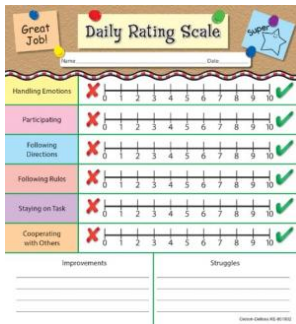 Great
Job!
Daily Rating Scale
Super
Name
Date
Handling Emotions
0 1 2 3 4 5 6 7 8 9 10
Participating
0 1 2 3 4 5 6 7 8 9 10
Following
Directions
0 1 2 3 4 5 6 7 8 9 10
Following Rules
0 1 2 3 4 5 6 7 8 9 10
Staying on Task
0 1 2 3 4 5 6 7 8 9 10
Cooperating
with Others
0 1 2 3 4 5 6 7 8 9 10
Improvements
Struggles